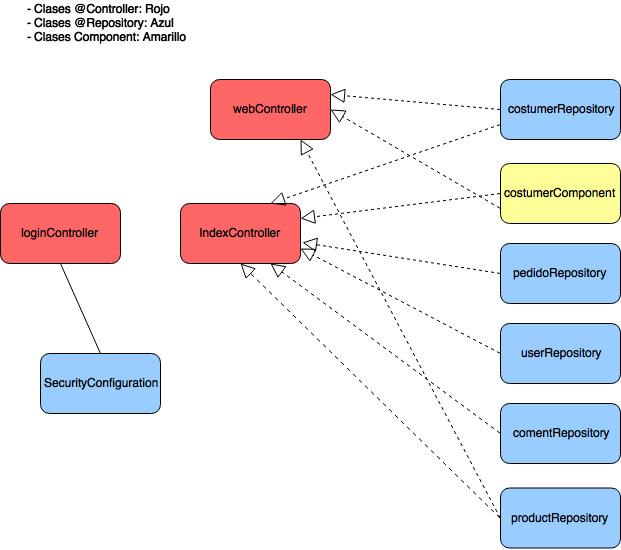 - Clases @Controller: Rojo
- Clases @Repository: Azul
- Clases Component: Amarillo
webController
costumerRepository
costumerComponent
loginController
IndexController
pedidoRepository
userRepository
SecurityConfiguration
comentRepository
productRepository